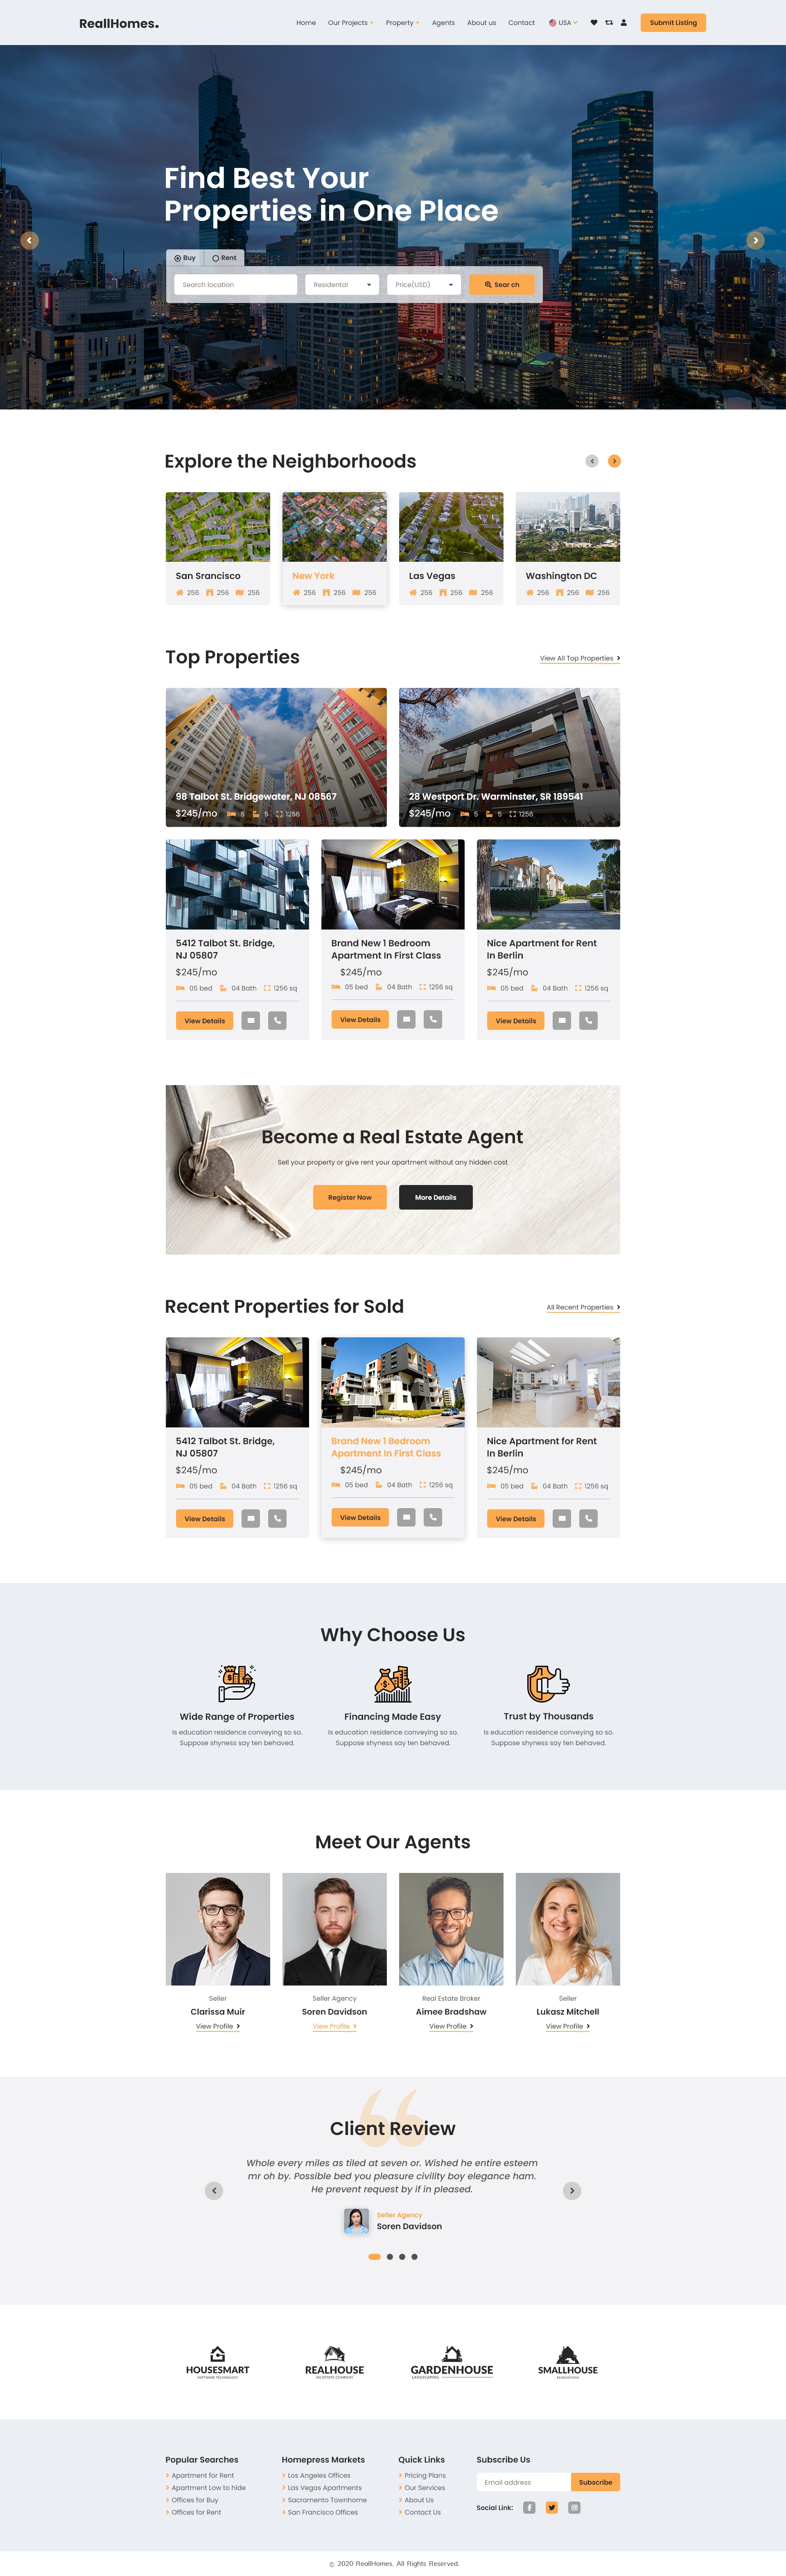 ReallHomes.
Home Our Projects Property Agents About us Contact USA Submit Listing
Find Best Your
Properties in One Place
Buy Rent
Search location Residental Price(USD) Sear ch
Explore the Neighborhoods
San Srancisco
256 256 256
New York
256 256 256
Las Vegas
256 256 256
Washington DC
256 256 256
Top Properties
View All Top Properties
98 Talbot St. Bridgewater, NJ 08567
$245/mo 5 5 1256
28 Westport Dr. Warminster, SR 189541
$245/mo 5 5 1256
5412 Talbot St. Bridge,
NJ 05807
$245/mo
05 bed 04 Bath 1256 sq
View Details
Brand New 1 Bedroom
Apartment In First Class
$245/mo
05 bed 04 Bath 1256 sq
View Details
Nice Apartment for Rent
In Berlin
$245/mo
05 bed 04 Bath 1256 sq
View Details
Become a Real Estate Agent
Sell your property or give rent your apartment without any hidden cost
Register Now More Details
Recent Properties for Sold
All Recent Properties
5412 Talbot St. Bridge,
NJ 05807
$245/mo
05 bed 04 Bath 1256 sq
View Details
Brand New 1 Bedroom
Apartment In First Class
$245/mo
05 bed 04 Bath 1256 sq
View Details
Nice Apartment for Rent
In Berlin
$245/mo
05 bed 04 Bath 1256 sq
View Details
Why Choose Us
Wide Range of Properties
Is education residence conveying so so.
Suppose shyness say ten behaved.
Financing Made Easy
Is education residence conveying so so.
Suppose shyness say ten behaved.
Trust by Thousands
Is education residence conveying so so.
Suppose shyness say ten behaved.
Meet Our Agents
Seller
Clarissa Muir
View Profile
Seller Agency
Soren Davidson
View Profile
Real Estate Broker
Aimee Bradshaw
View Profile
Seller
Lukasz Mitchell
View Profile
Client Review
Whole every miles as tiled at seven or. Wished he entire esteem
mr oh by. Possible bed you pleasure civility boy elegance ham.
He prevent request by if in pleased.
Seller Agency
Soren Davidson
HOUSESMART
SOFTWARE TECHNOLOGY
REALHOUSE
AN ESTATE COMPANY
GARDENHOUSE
LANDSCAPING
SMALLHOUSE
Popular Searches
Apartment for Rent
Apartment Low to hide
Offices for Buy
Offices for Rent
Homepress Markets
Los Angeles Offices
Las Vegas Apartments
Sacramento Townhome
San Francisco Offices
Quick Links
Pricing Plans
Our Services
About Us
Contact Us
Subscribe Us
Email address Subscribe
Social Link:
© 2020 ReallHomes. All Rights Reserved.